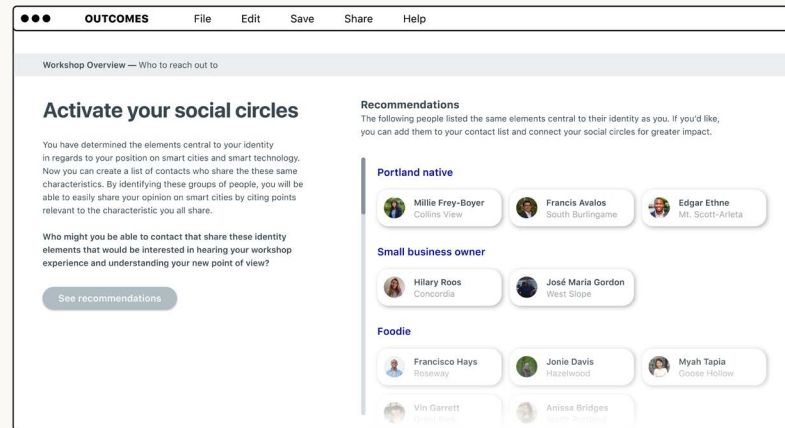 OUTCOMES File Edit Save Share Help
Workshop Overview — Who to reach out to
Activate your social circles
You have determined the elements central to your identity
in regards to your position on smart cities and smart technology.
Now you can create a list of contacts who share the these same
characteristics. By identifying these groups of people, you will be
able to easily share your opinion on smart cities by citing points
relevant to the characteristic you all share.
Who might you be able to contact that share these identity
elements that would be interested in hearing your workshop
experience and understanding your new point of view?
See recommendations
Recommendations
The following people listed the same elements central to their identity as you. If you'd like,
you can add them to your contact list and connect your social circles for greater impact.
Portland native
Millie Frey-Boyer
Collins View
Francis Avalos
South Burlingame
Edgar Ethne
Mt. Scott-Arleta
Small business owner
Hilary Roos
Concordia
José Maria Gordon
West Slope
Foodie
Francisco Hays
Roseway
Jonie Davis
Hazelwood
Myah Tapia
Goose Hollow
Vin Garrett
Anissa Bridges